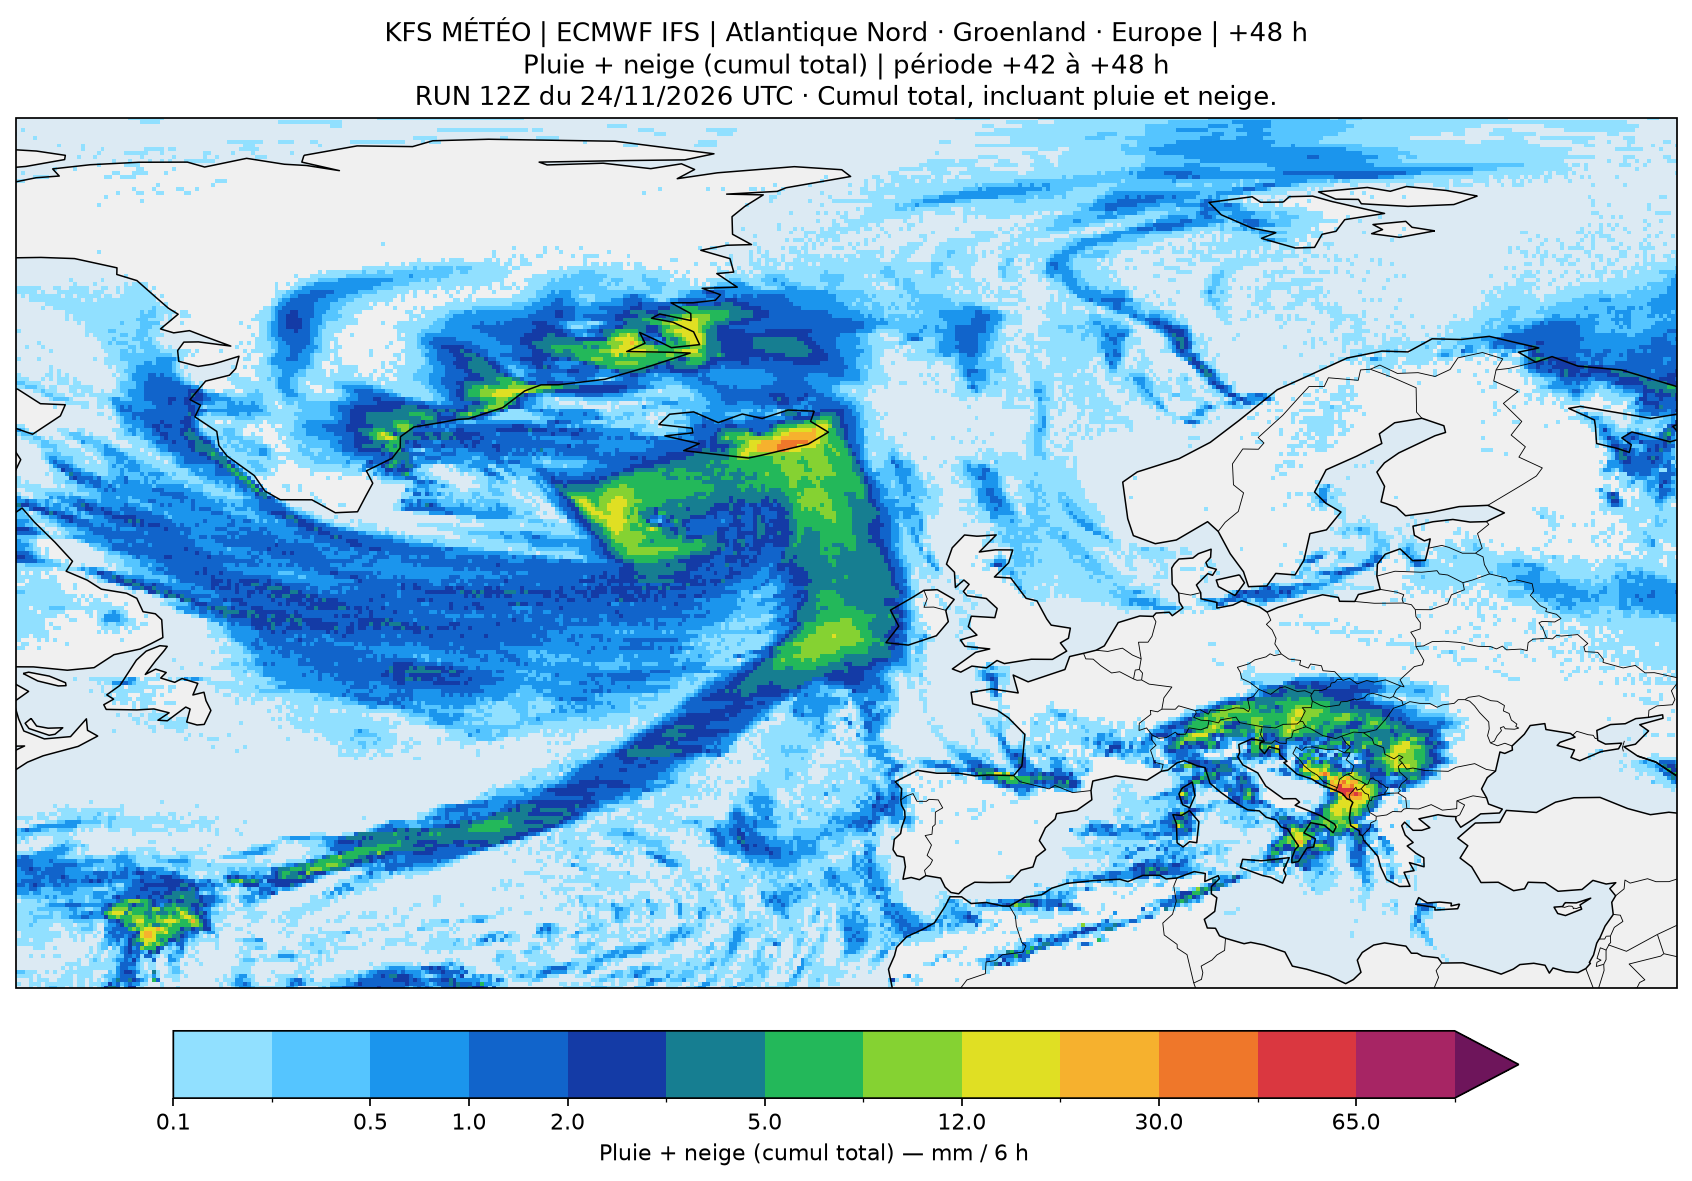 KFS MÉTÉO | ECMWF IFS | Atlantique Nord · Groenland · Europe | +48 h
Pluie + neige (cumul total) | période +42 à +48 h
RUN 12Z du 24/11/2026 UTC · Cumul total, incluant pluie et neige.
0.1 0.5 1.0 2.0 5.0 12.0 30.0 65.0
Pluie + neige (cumul total) — mm / 6 h